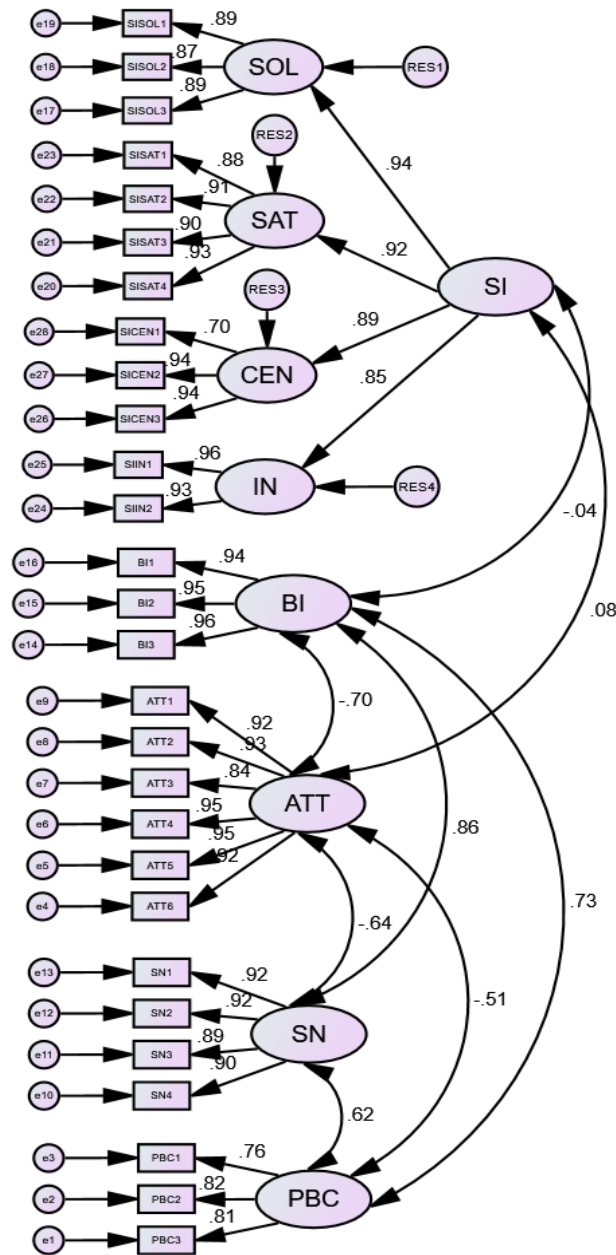 e19 SISOL1 .89
e18 SISOL2 .87 SOL RES1
e17 SISOL3 .89
RES2
e23 SISAT1 .88 .94
e22 SISAT2 .91 SAT
e21 SISAT3 .90
e20 SISAT4 .93 .92 SI
RES3
e28 SICEN1 .70 .89
e27 SICEN2 .94 CEN
e26 SICEN3 .94 .85
e25 SIIN1 .96 IN RES4
e24 SIIN2 .93
-.04
e16 BI1 .94
e15 BI2 .95 BI .08
e14 BI3 .96
e9 ATT1 -.70
e8 ATT2 .92
e7 ATT3 .93
.84 ATT
e6 ATT4 .95 .86
e5 ATT5 .95
e4 ATT6 .92 .73
-.64
e13 SN1 .92 -.51
e12 SN2 .92 SN
e11 SN3 .89
e10 SN4 .90
.62
e3 PBC1 .76
e2 PBC2 .82 PBC
e1 PBC3 .81